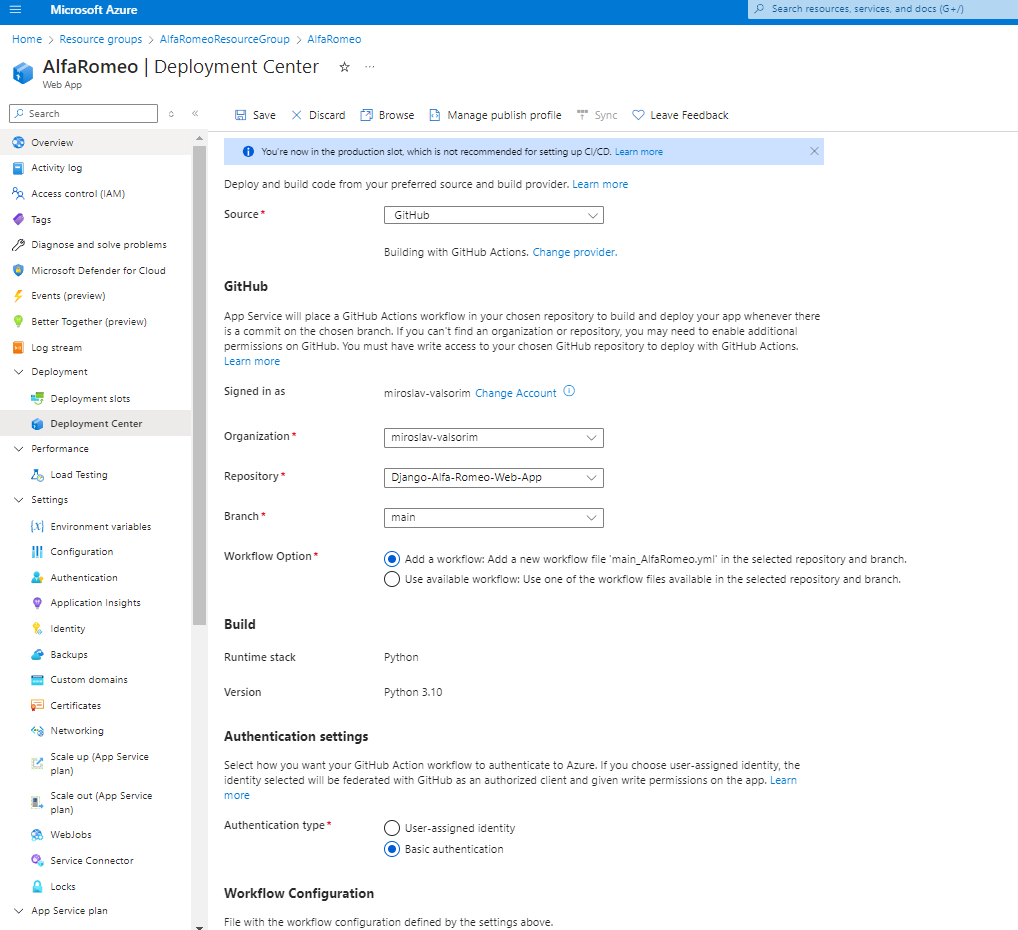 Microsoft Azure
Search resources, services, and docs (G+/)
Home > Resource groups > AlfaRomeoResourceGroup > AlfaRomeo
AlfaRomeo | Deployment Center
Web App
Search
Save Discard Browse Manage publish profile Sync Leave Feedback
Overview
Activity log
Access control (IAM)
Tags
Diagnose and solve problems
Microsoft Defender for Cloud
Events (preview)
Better Together (preview)
Log stream
Deployment
Deployment slots
Deployment Center
Performance
Load Testing
Settings
Environment variables
Configuration
Authentication
Application Insights
Identity
Backups
Custom domains
Certificates
Networking
Scale up (App Service
plan)
Scale out (App Service
plan)
WebJobs
Service Connector
Locks
App Service plan
You're now in the production slot, which is not recommended for setting up CI/CD. Learn more
Deploy and build code from your preferred source and build provider. Learn more
Source* GitHub
Building with GitHub Actions. Change provider.
GitHub
App Service will place a GitHub Actions workflow in your chosen repository to build and deploy your app whenever there
is a commit on the chosen branch. If you can't find an organization or repository, you may need to enable additional
permissions on GitHub. You must have write access to your chosen GitHub repository to deploy with GitHub Actions.
Learn more
Signed in as miroslav-valsorim Change Account
Organization* miroslav-valsorim
Repository* Django-Alfa-Romeo-Web-App
Branch* main
Workflow Option* Add a workflow: Add a new workflow file 'main_AlfaRomeo.yml' in the selected repository and branch.
Use available workflow: Use one of the workflow files available in the selected repository and branch.
Build
Runtime stack Python
Version Python 3.10
Authentication settings
Select how you want your GitHub Action workflow to authenticate to Azure. If you choose user-assigned identity, the
identity selected will be federated with GitHub as an authorized client and given write permissions on the app. Learn
more
Authentication type* User-assigned identity
Basic authentication
Workflow Configuration
File with the workflow configuration defined by the settings above.